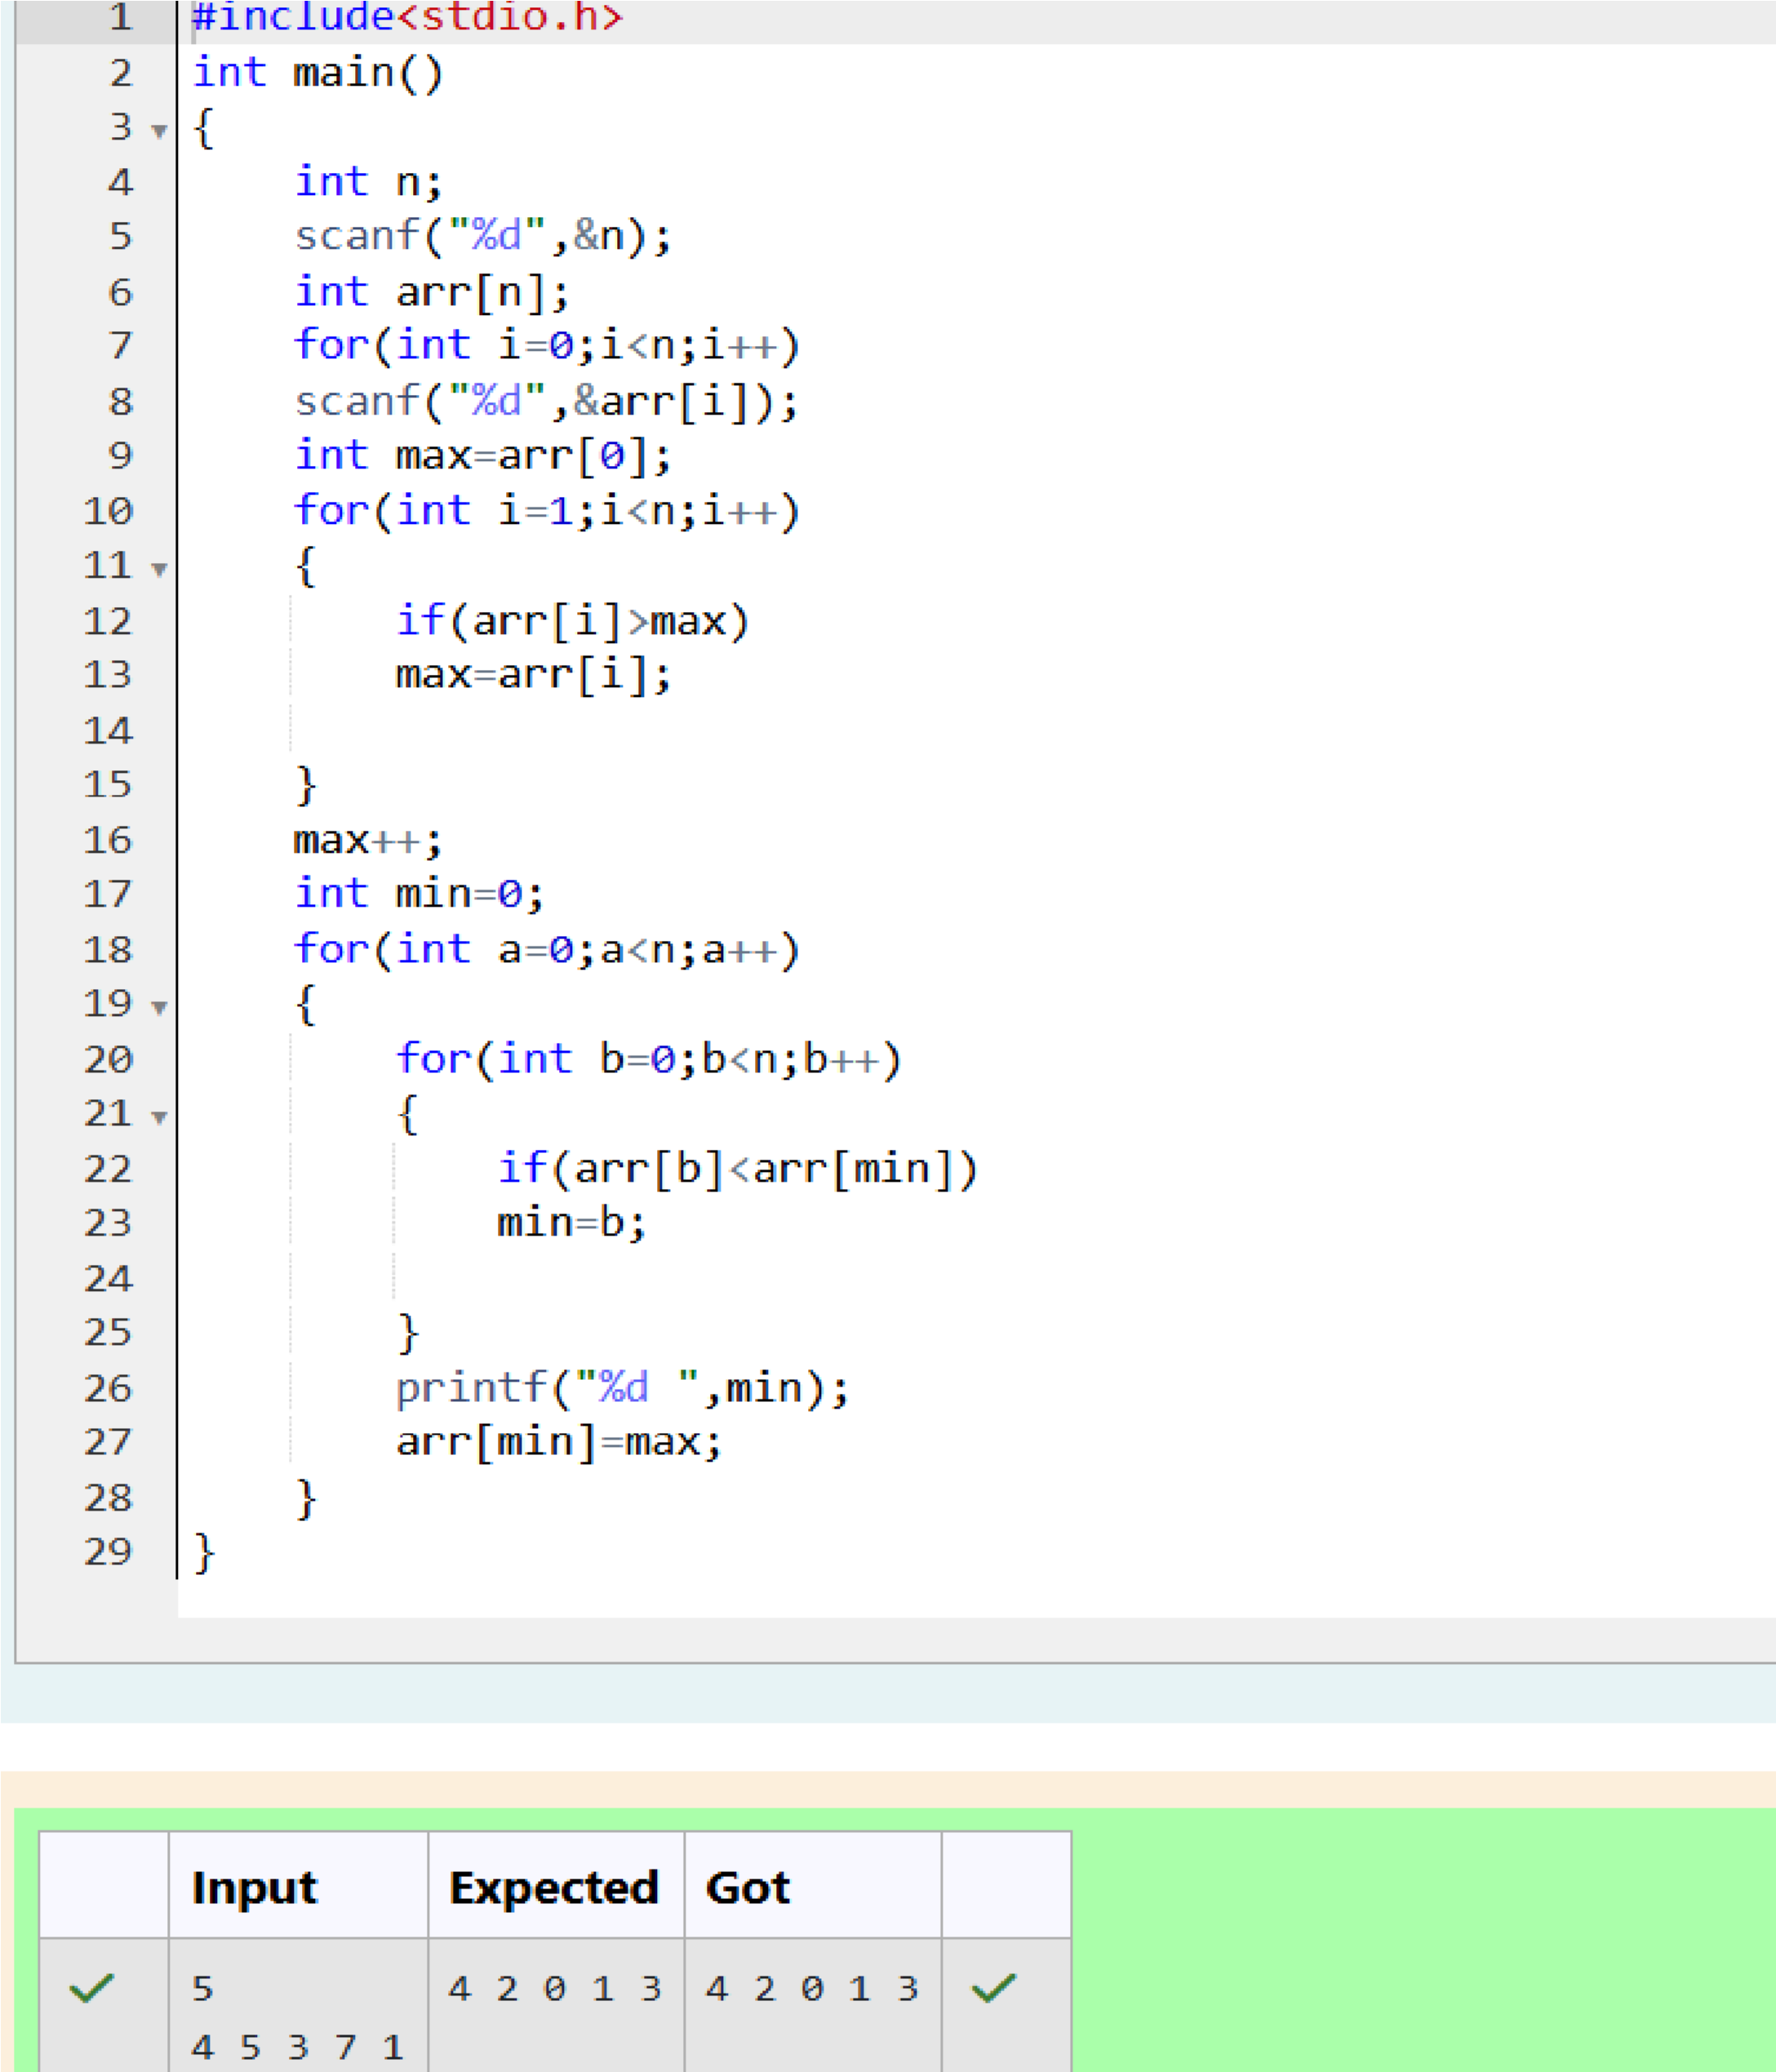 1 #include<stdio.h>
2 int main()
3 {
4     int n;
5     scanf("%d",&n);
6     int arr[n];
7     for(int i=0;i<n;i++)
8     scanf("%d",&arr[i]);
9     int max=arr[0];
10     for(int i=1;i<n;i++)
11     {
12         if(arr[i]>max)
13         max=arr[i];
14
15     }
16     max++;
17     int min=0;
18     for(int a=0;a<n;a++)
19     {
20         for(int b=0;b<n;b++)
21         {
22             if(arr[b]<arr[min])
23             min=b;
24
25         }
26         printf("%d ",min);
27         arr[min]=max;
28     }
29 }
Input Expected Got
5 4 2 0 1 3 4 2 0 1 3
4 5 3 7 1